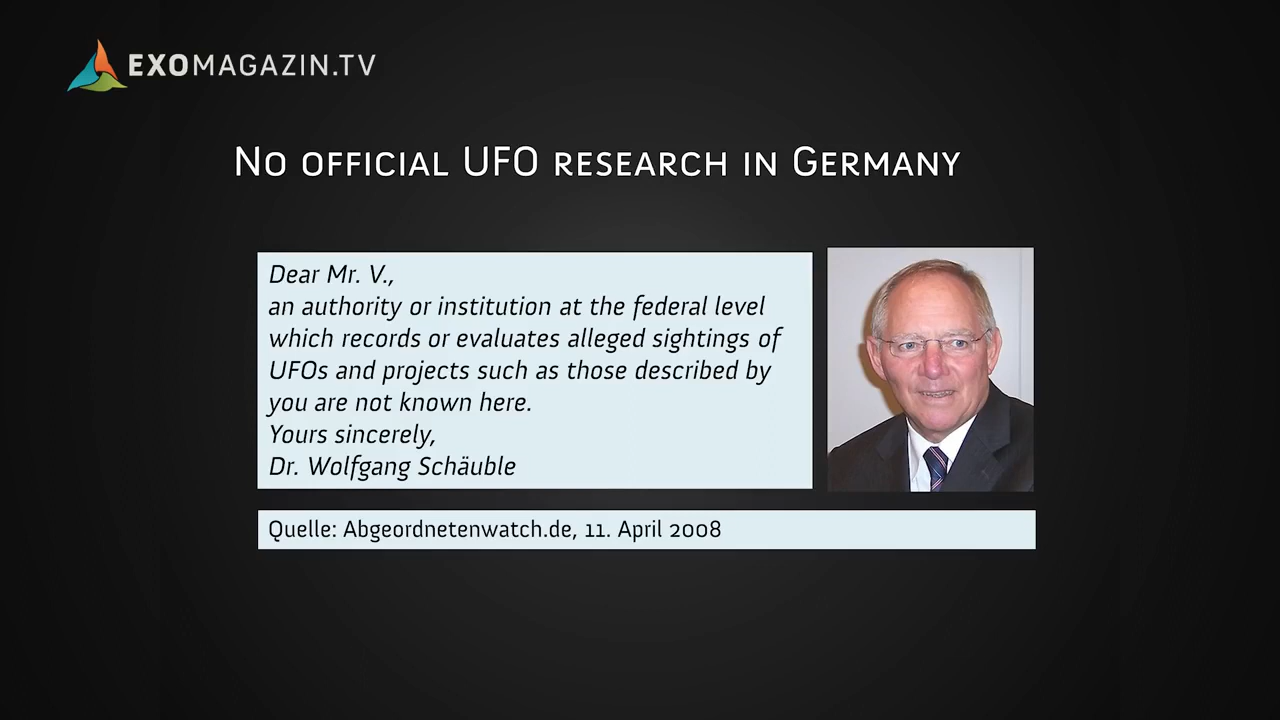 EXOMAGAZIN.TV
No official UFO research in Germany
Dear Mr. V.,
an authority or institution at the federal level
which records or evaluates alleged sightings of
UFOs and projects such as those described by
you are not known here.
Yours sincerely,
Dr. Wolfgang Schäuble
Quelle: Abgeordnetenwatch.de, 11. April 2008